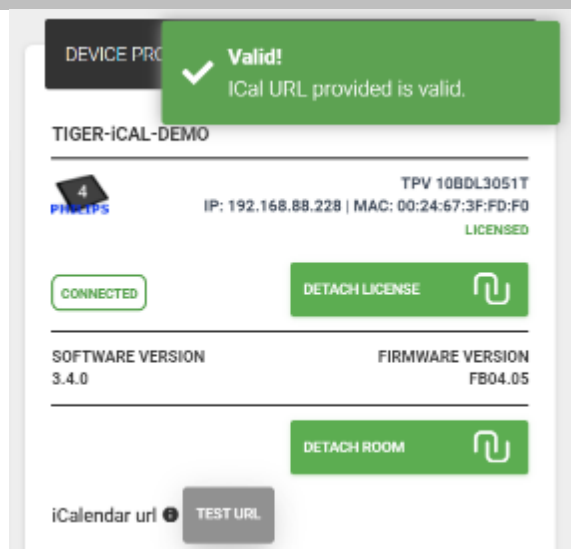 DEVICE PRO
Valid!
ICal URL provided is valid.
TIGER-iCAL-DEMO
4
PHILIPS
TPV 10BDL3051T
IP: 192.168.88.228 | MAC: 00:24:67:3F:FD:F0
LICENSED
CONNECTED
DETACH LICENSE
SOFTWARE VERSION
FIRMWARE VERSION
3.4.0
FB04.05
DETACH ROOM
iCalendar url
TEST URL